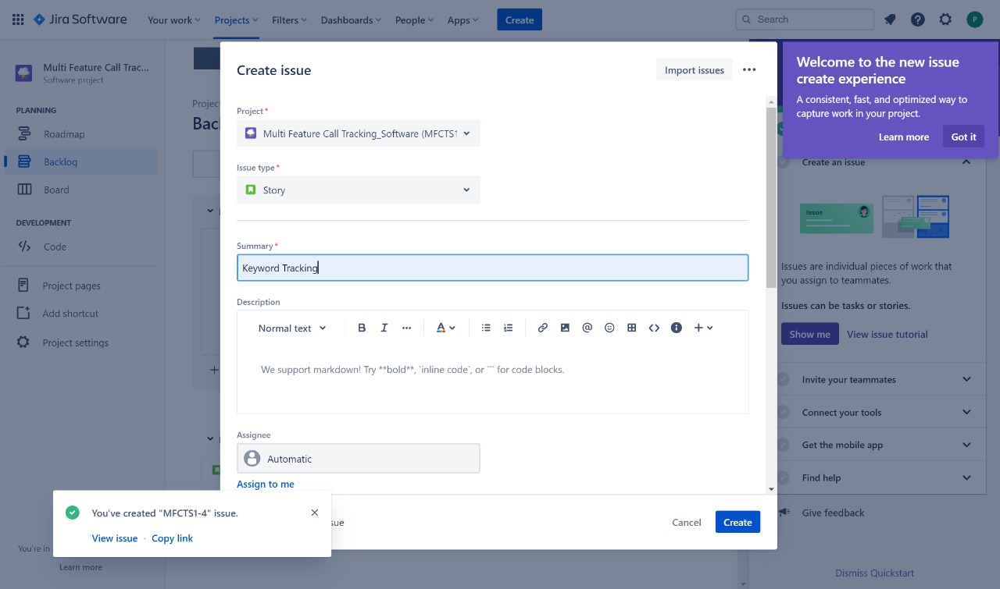 Jira Software
Your work
Projects
Filters
Dashboards
People
Apps
Create
Search
P
Multi Feature Call Trac...
Software project
PLANNING
Roadmap
Backlog
Board
DEVELOPMENT
Code
Project pages
Add shortcut
Project settings
You're in
Learn more
Projec
Bac
Create issue
Import issues
Project*
Multi Feature Call Tracking_Software (MFCTS1
Issue type*
Story
Summary*
Keyword Tracking
Description
Normal text
B I ... A
We support markdown! Try **bold**, `inline code`, or ``` for code blocks.
Assignee
Automatic
Assign to me
sue
Cancel
Create
You've created "MFCTS1-4" issue.
View issue · Copy link
Welcome to the new issue
create experience
A consistent, fast, and optimized way to
capture work in your project.
Learn more
Got it
Create an issue
Issue
Issues are individual pieces of work that
you assign to teammates.
Issues can be tasks or stories.
Show me
View issue tutorial
Invite your teammates
Connect your tools
Get the mobile app
Find help
Give feedback
Dismiss Quickstart